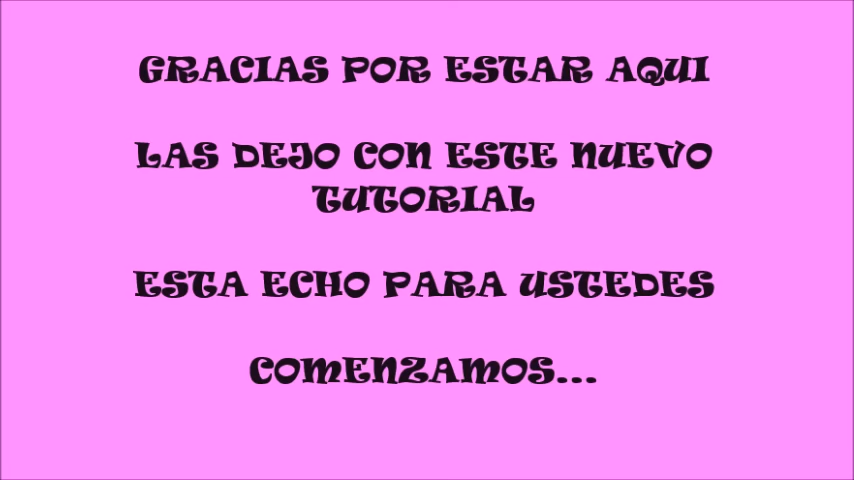 GRACIAS POR ESTAR AQUI
LAS DEJO CON ESTE NUEVO
TUTORIAL
ESTA ECHO PARA USTEDES
COMENZAMOS...